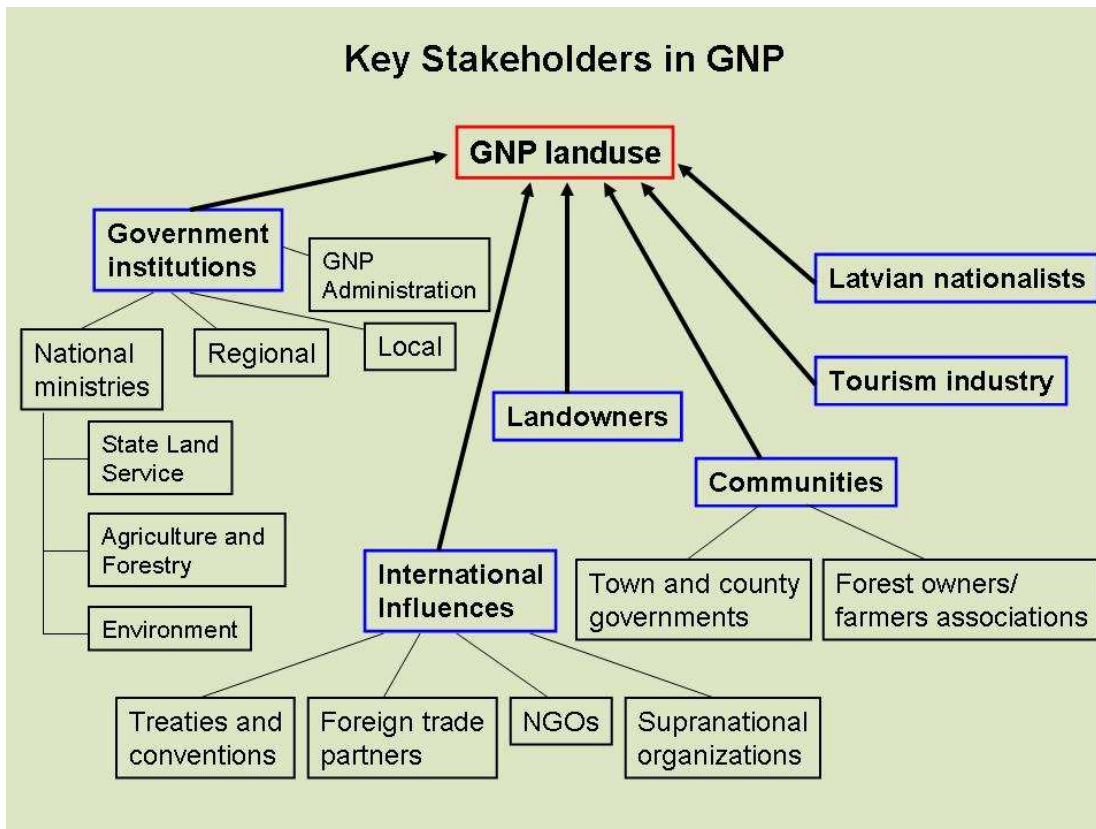 Key Stakeholders in GNP
GNP landuse
Government
institutions
GNP
Administration
National
ministries
Regional
Local
State Land
Service
Agriculture and
Forestry
Environment
International
Influences
Treaties and
conventions
Foreign trade
partners
NGOs
Supranational
organizations
Landowners
Communities
Town and county
governments
Forest owners/
farmers associations
Tourism industry
Latvian nationalists